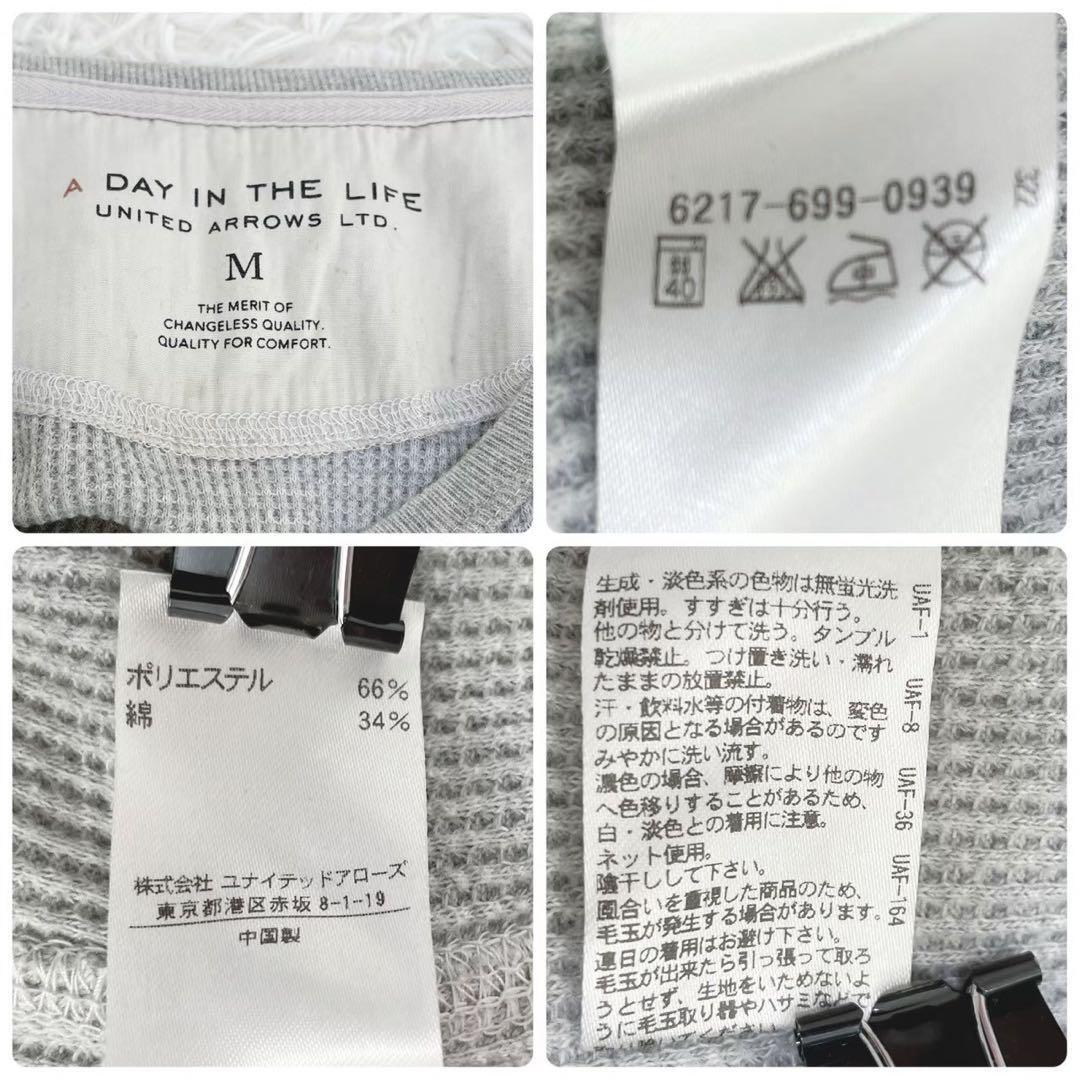 A DAY IN THE LIFE
UNITED ARROWS LTD.
M
THE MERIT OF
CHANGELESS QUALITY.
QUALITY FOR COMFORT.
6217-699-0939
40
中
ポリエステル 66%
綿 34%
株式会社 ユナイテッドアローズ
東京都港区赤坂 8-1-19
中国製
生成・淡色系の色物は無蛍光洗
剤使用。すすぎは十分行う。
他の物と分けて洗う。タンブル
乾燥禁止。つけ置き洗い・濡れ
たままの放置禁止。
汗・飲料水等の付着物は、変色
の原因となる場合があるのです
みやかに洗い流す。
濃色の場合、摩擦により他の物
へ色移りすることがあるため、
白・淡色との着用に注意。
ネット使用。
陰干しして下さい。
風合いを重視した商品のため、
毛玉が発生する場合があります。
連日の着用はお避け下さい。
毛玉が出来たら引っ張って取ろ
うとせず、生地をいためないよ
うに毛玉取り器やハサミなどで
UAF-1
UAF-8
UAF-36
UAF-164